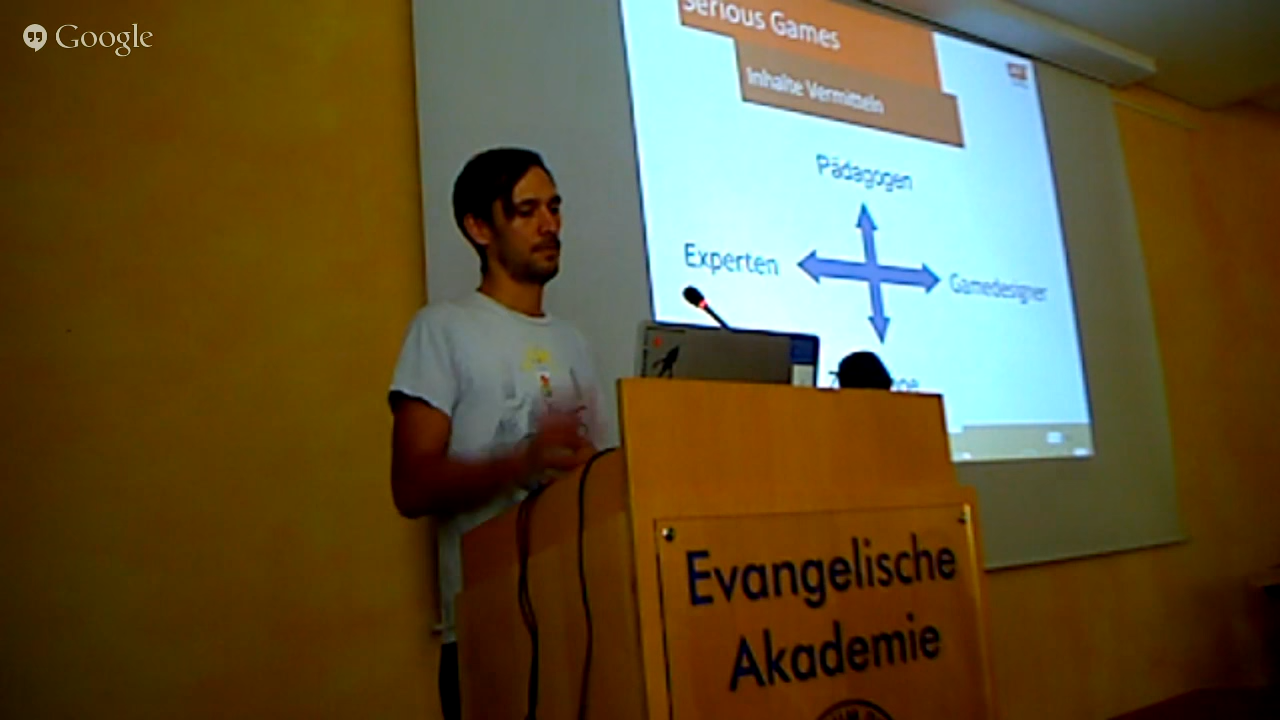 Google
Serious Games
Inhalte Vermitteln
Pädagogen
Experten
Gamedesigner
Evangelische
Akademie